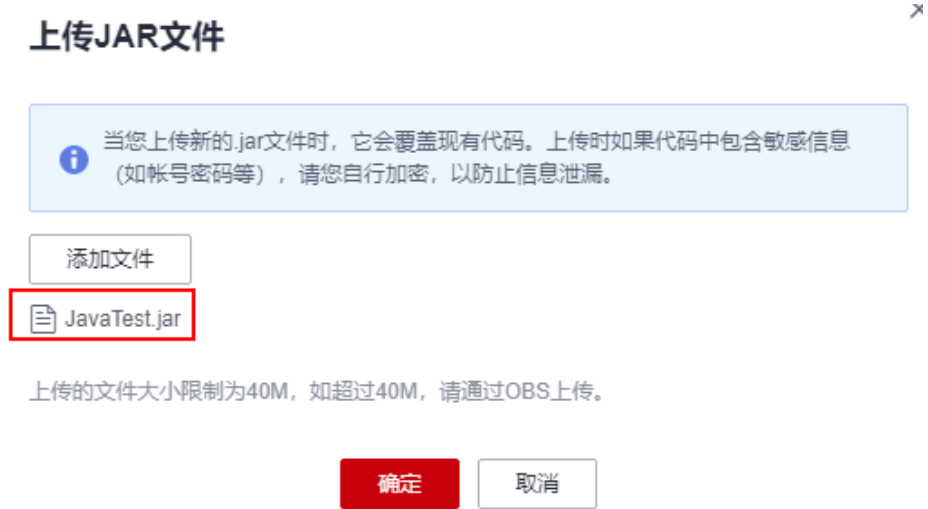 上传JAR文件
当您上传新的.jar文件时，它会覆盖现有代码。上传时如果代码中包含敏感信息
（如帐号密码等），请您自行加密，以防止信息泄漏。
添加文件
JavaTest.jar
上传的文件大小限制为40M，如超过40M，请通过OBS上传。
确定
取消